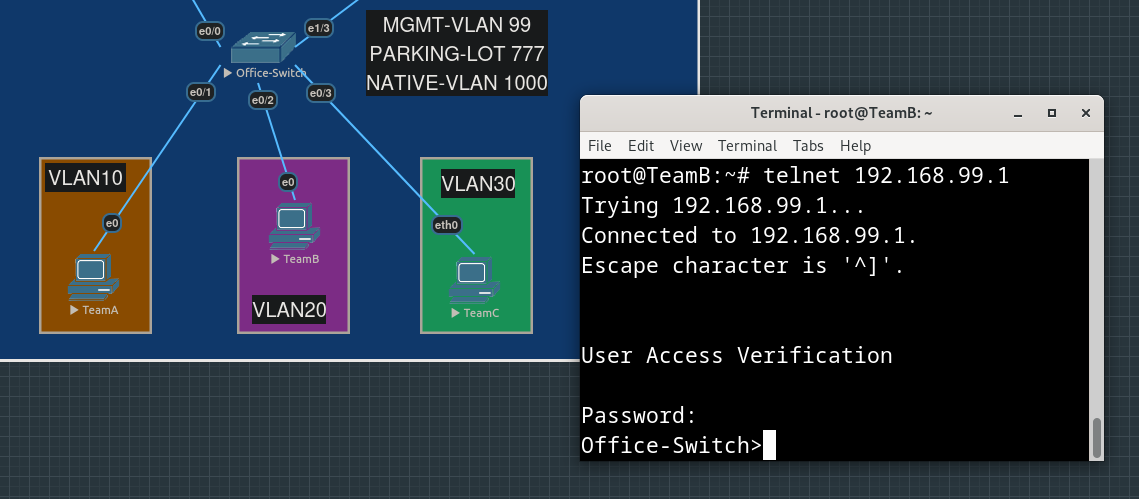 e0/0
e1/3
Office-Switch
e0/1
e0/2
e0/3
MGMT-VLAN 99
PARKING-LOT 777
NATIVE-VLAN 1000
VLAN10
e0
TeamA
e0
TeamB
VLAN20
VLAN30
eth0
TeamC
Terminal - root@TeamB: ~
File Edit View Terminal Tabs Help
root@TeamB:~# telnet 192.168.99.1
Trying 192.168.99.1...
Connected to 192.168.99.1.
Escape character is '^]'.
User Access Verification
Password:
Office-Switch>